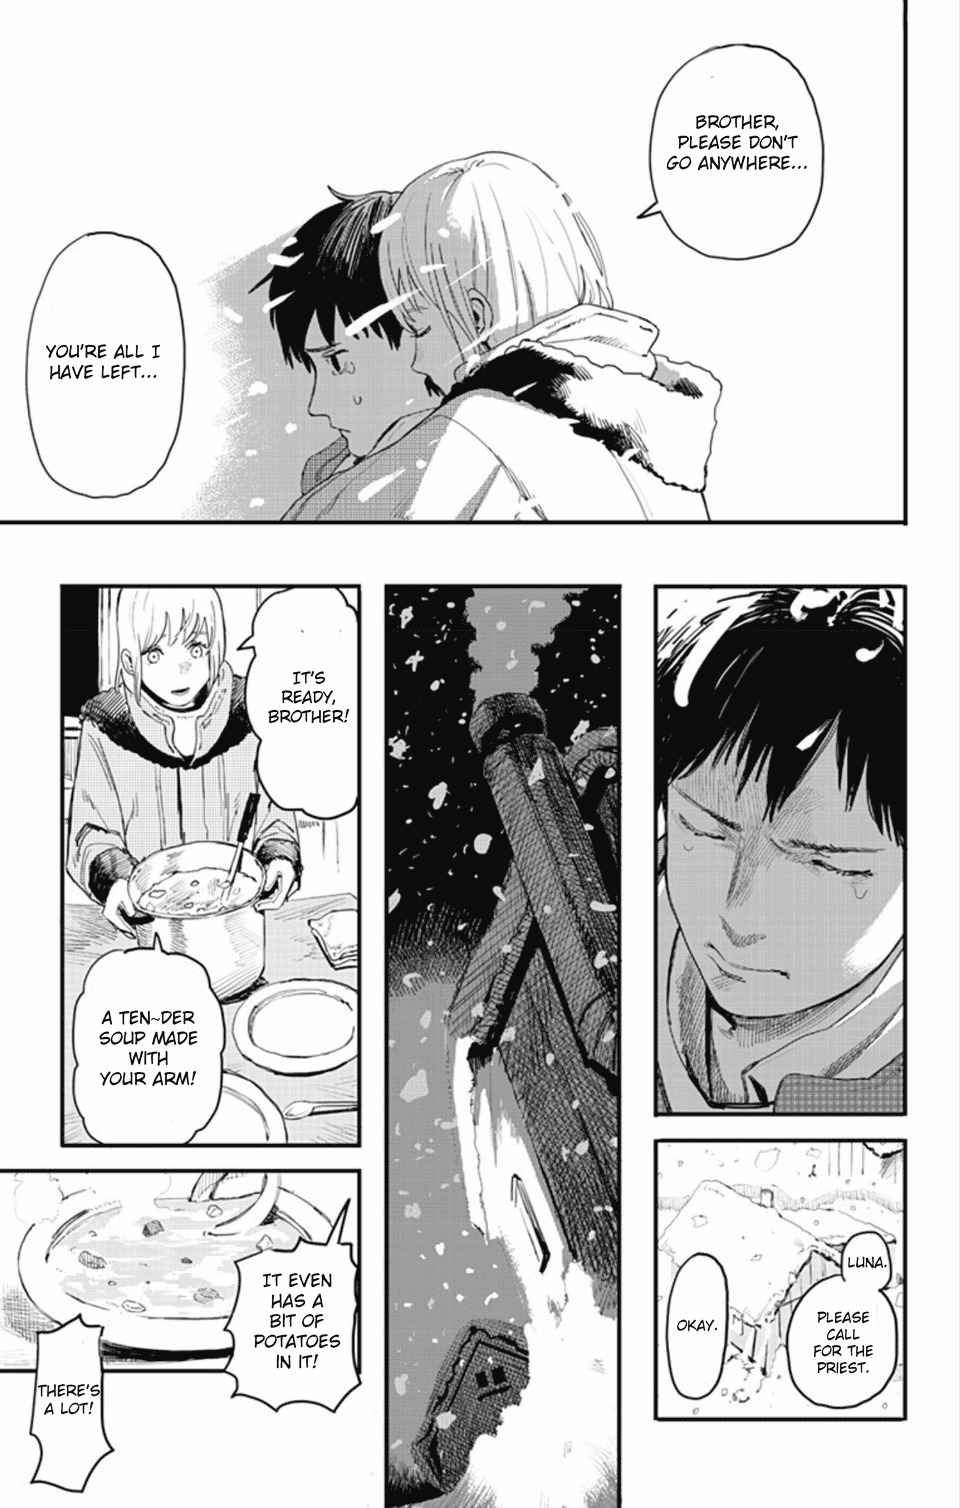 BROTHER,
PLEASE DON'T
GO ANYWHERE...
YOU'RE ALL I
HAVE LEFT...
LUNA.
PLEASE
CALL
FOR THE
PRIEST.
OKAY.
IT'S
READY,
BROTHER!
A TEN~DER
SOUP MADE
WITH
YOUR ARM!
IT EVEN
HAS A
BIT OF
POTATOES
IN IT!
THERE'S
A LOT!